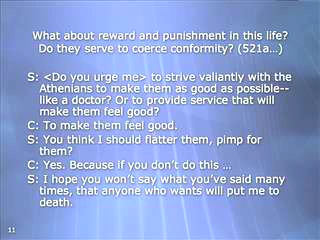 What about reward and punishment in this life?
Do they serve to coerce conformity? (521a…)
S: <Do you urge me> to strive valiantly with the
Athenians to make them as good as possible--
like a doctor? Or to provide service that will
make them feel good?
C: To make them feel good.
S: You think I should flatter them, pimp for
them?
C: Yes. Because if you don't do this …
S: I hope you won't say what you've said many
times, that anyone who wants will put me to
death.
11